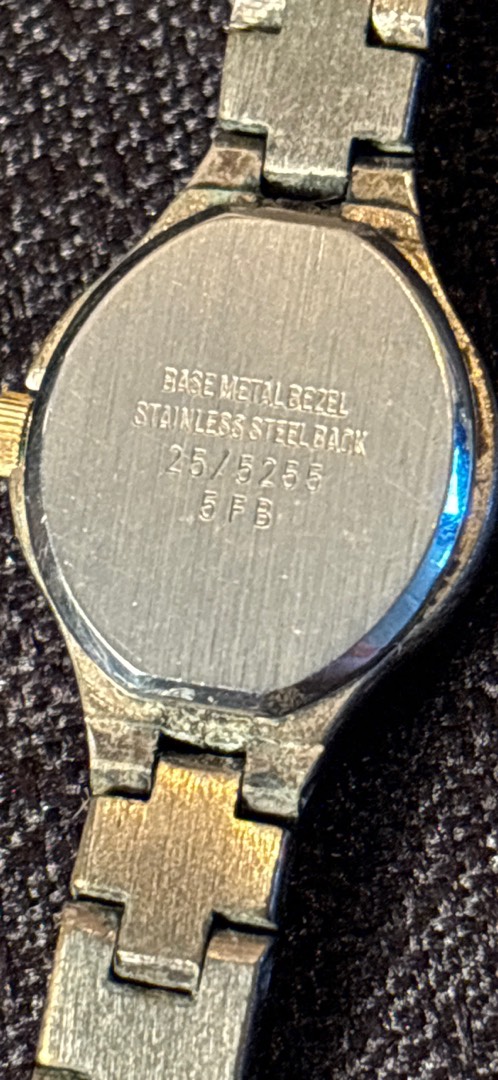 BASE METAL BEZEL
STAINLESS STEEL BACK
25/5255
5FB